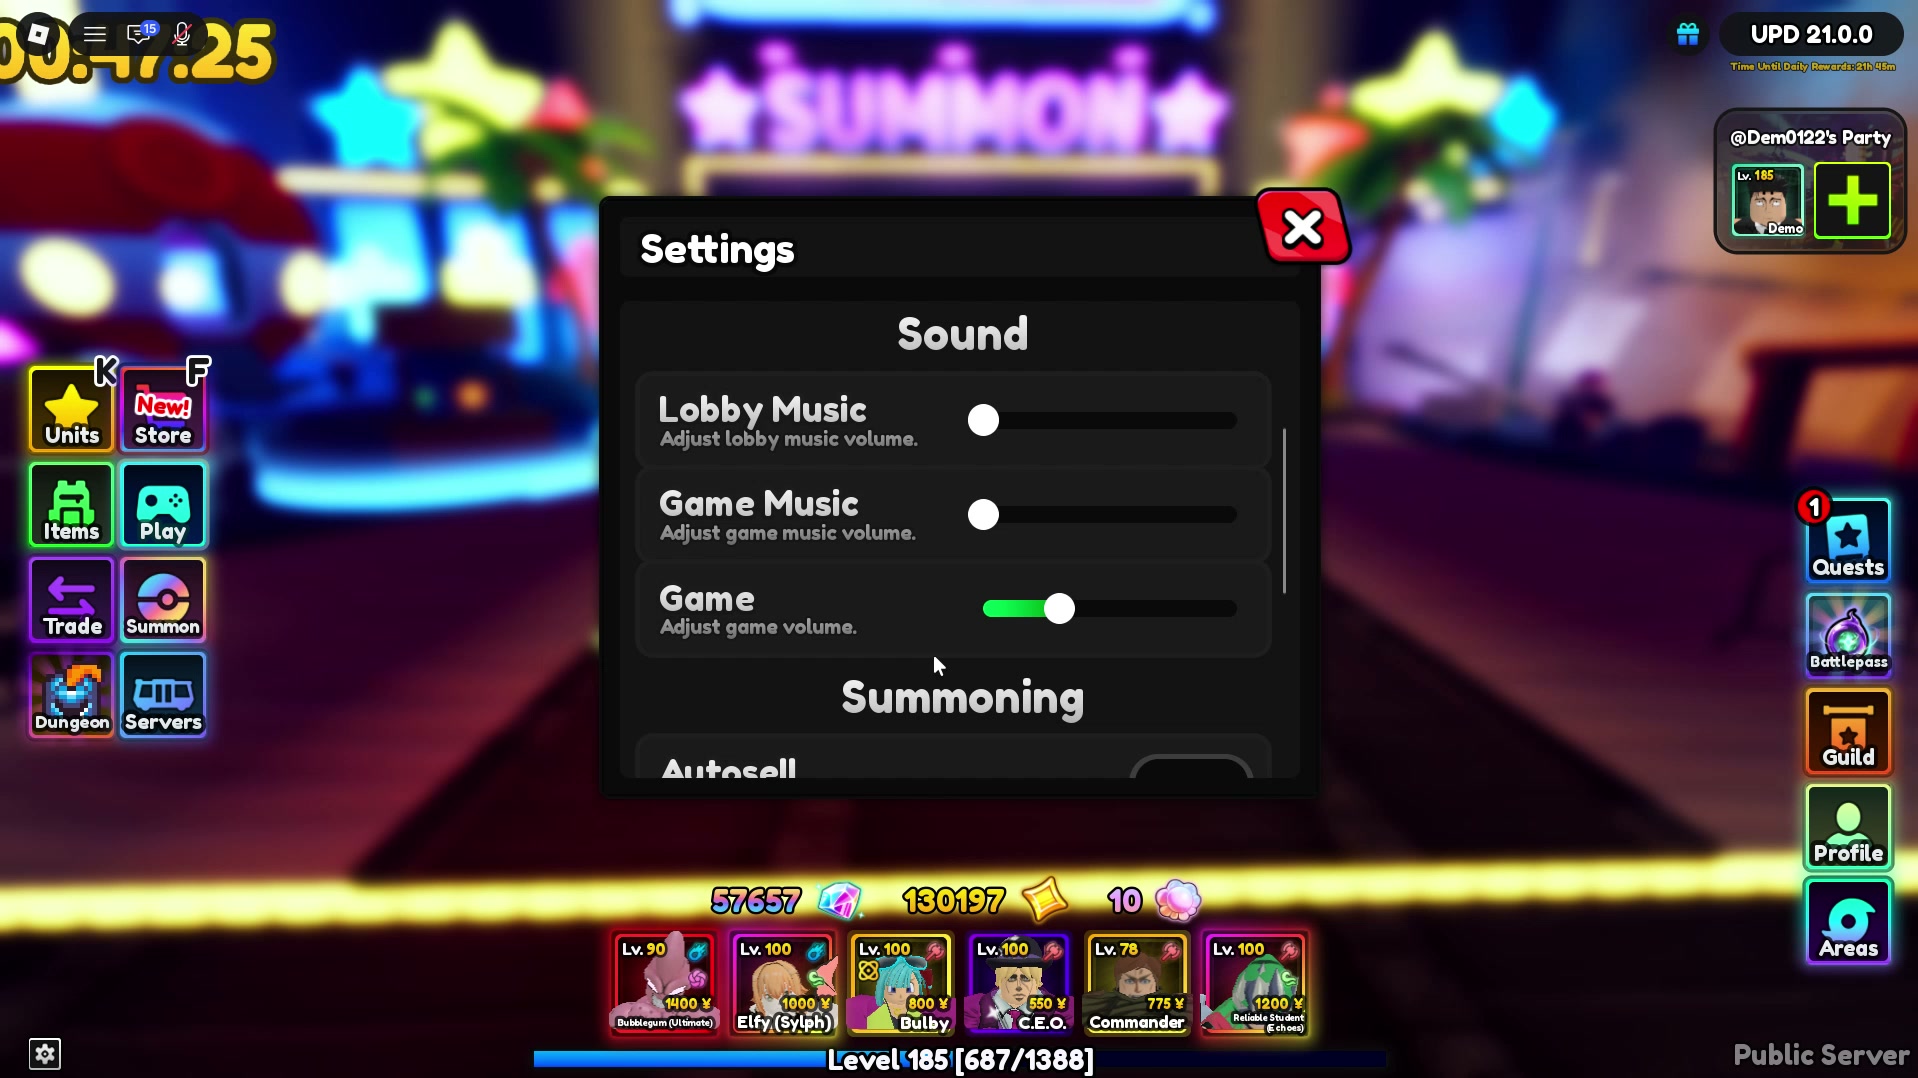 00:47:25
15
UPD 21.0.0
Time Until Daily Rewards: 21h 45m
SUMMON
@Dem0122's Party
Lv. 185
Demo
Settings
Sound
Lobby Music
Adjust lobby music volume.
Game Music
Adjust game music volume.
Game
Adjust game volume.
Summoning
Autosell
K
F
Units
New!
Store
Items
Play
Trade
Summon
Dungeon
Servers
1
Quests
Battlepass
Guild
Profile
Areas
57657
130197
10
Lv. 90
1400 ¥
Bubblegum (Ultimate)
Lv. 100
1000 ¥
Elfy (Sylph)
Lv. 100
800 ¥
Bulby
Lv. 100
550 ¥
C.E.O.
Lv. 78
775 ¥
Commander
Lv. 100
1200 ¥
Reliable Student
(Echoes)
Level 185 [687/1388]
Public Server